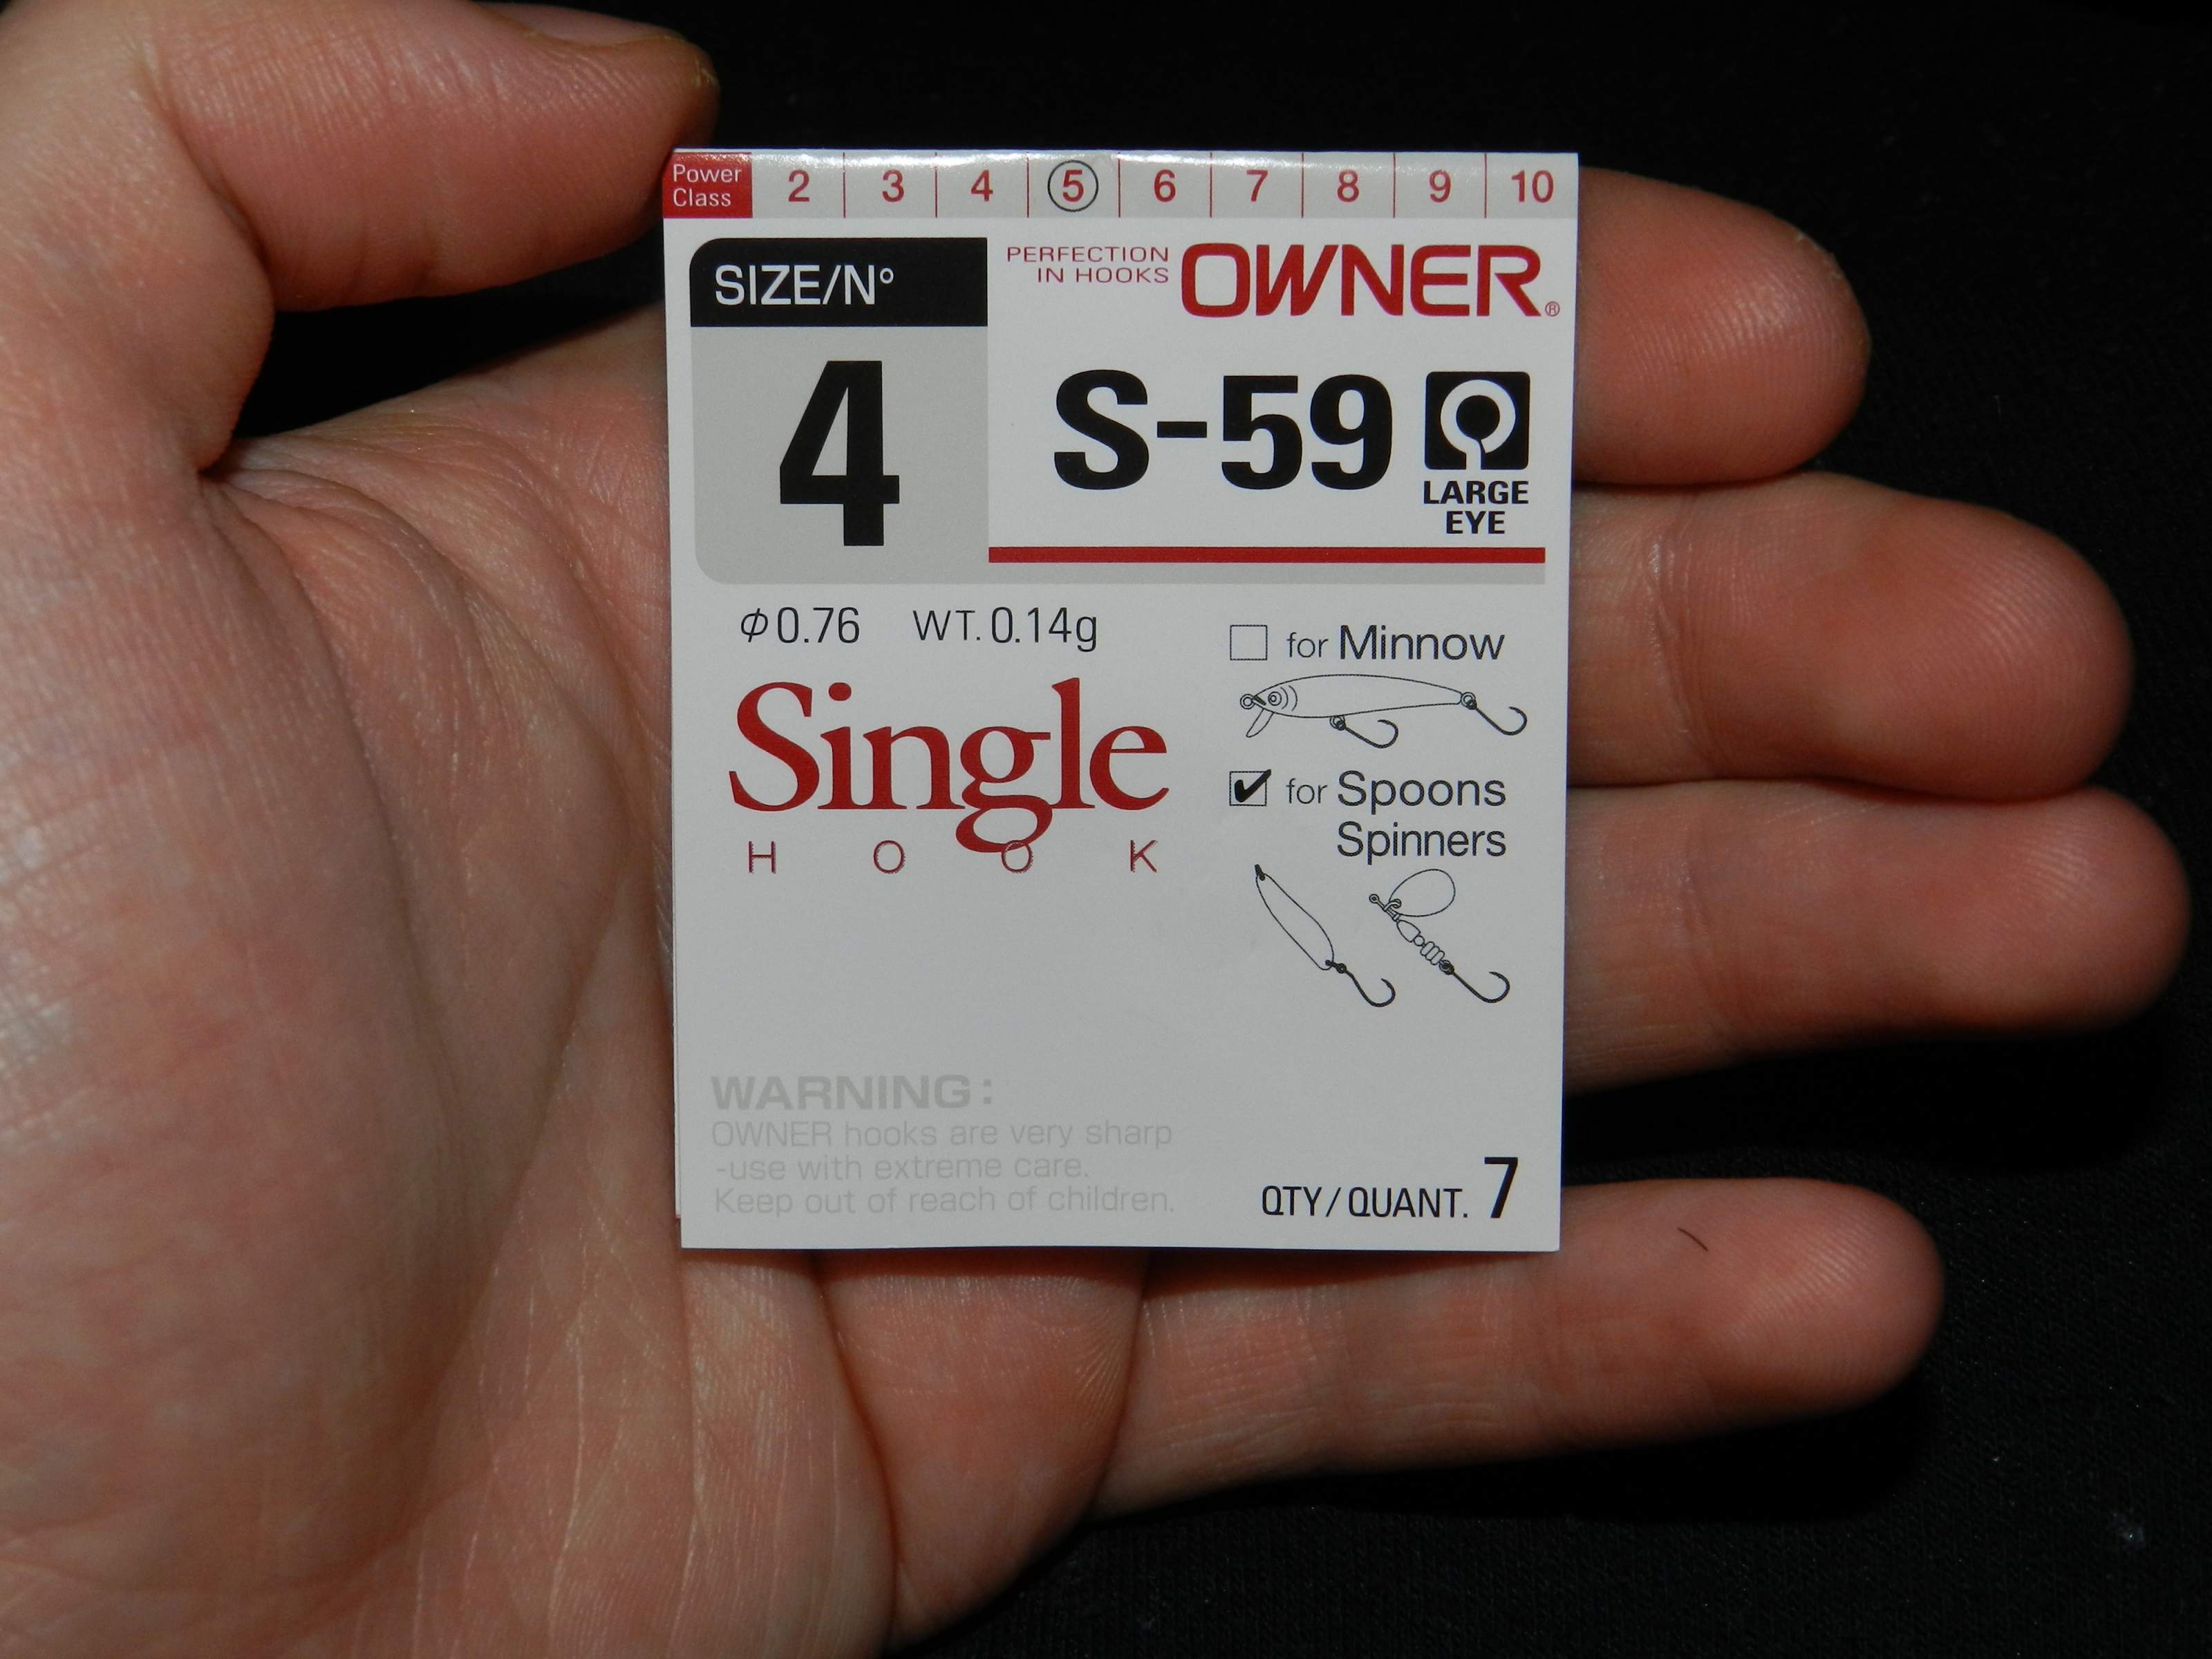 Power
Class
2 3 4 5 6 7 8 9 10
SIZE/N°
PERFECTION
IN HOOKS
OWNER®
4
S-59
LARGE
EYE
Φ0.76 WT.0.14g
for Minnow
Single
HOOK
for Spoons
Spinners
WARNING:
OWNER hooks are very sharp
-use with extreme care.
Keep out of reach of children.
QTY/QUANT. 7